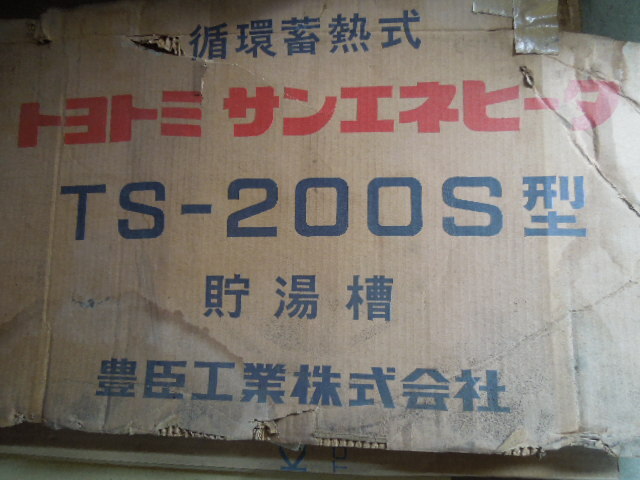 循環蓄熱式
トヨトミ サンエネヒータ
TS-200S型
貯湯槽
豊臣工業株式会社